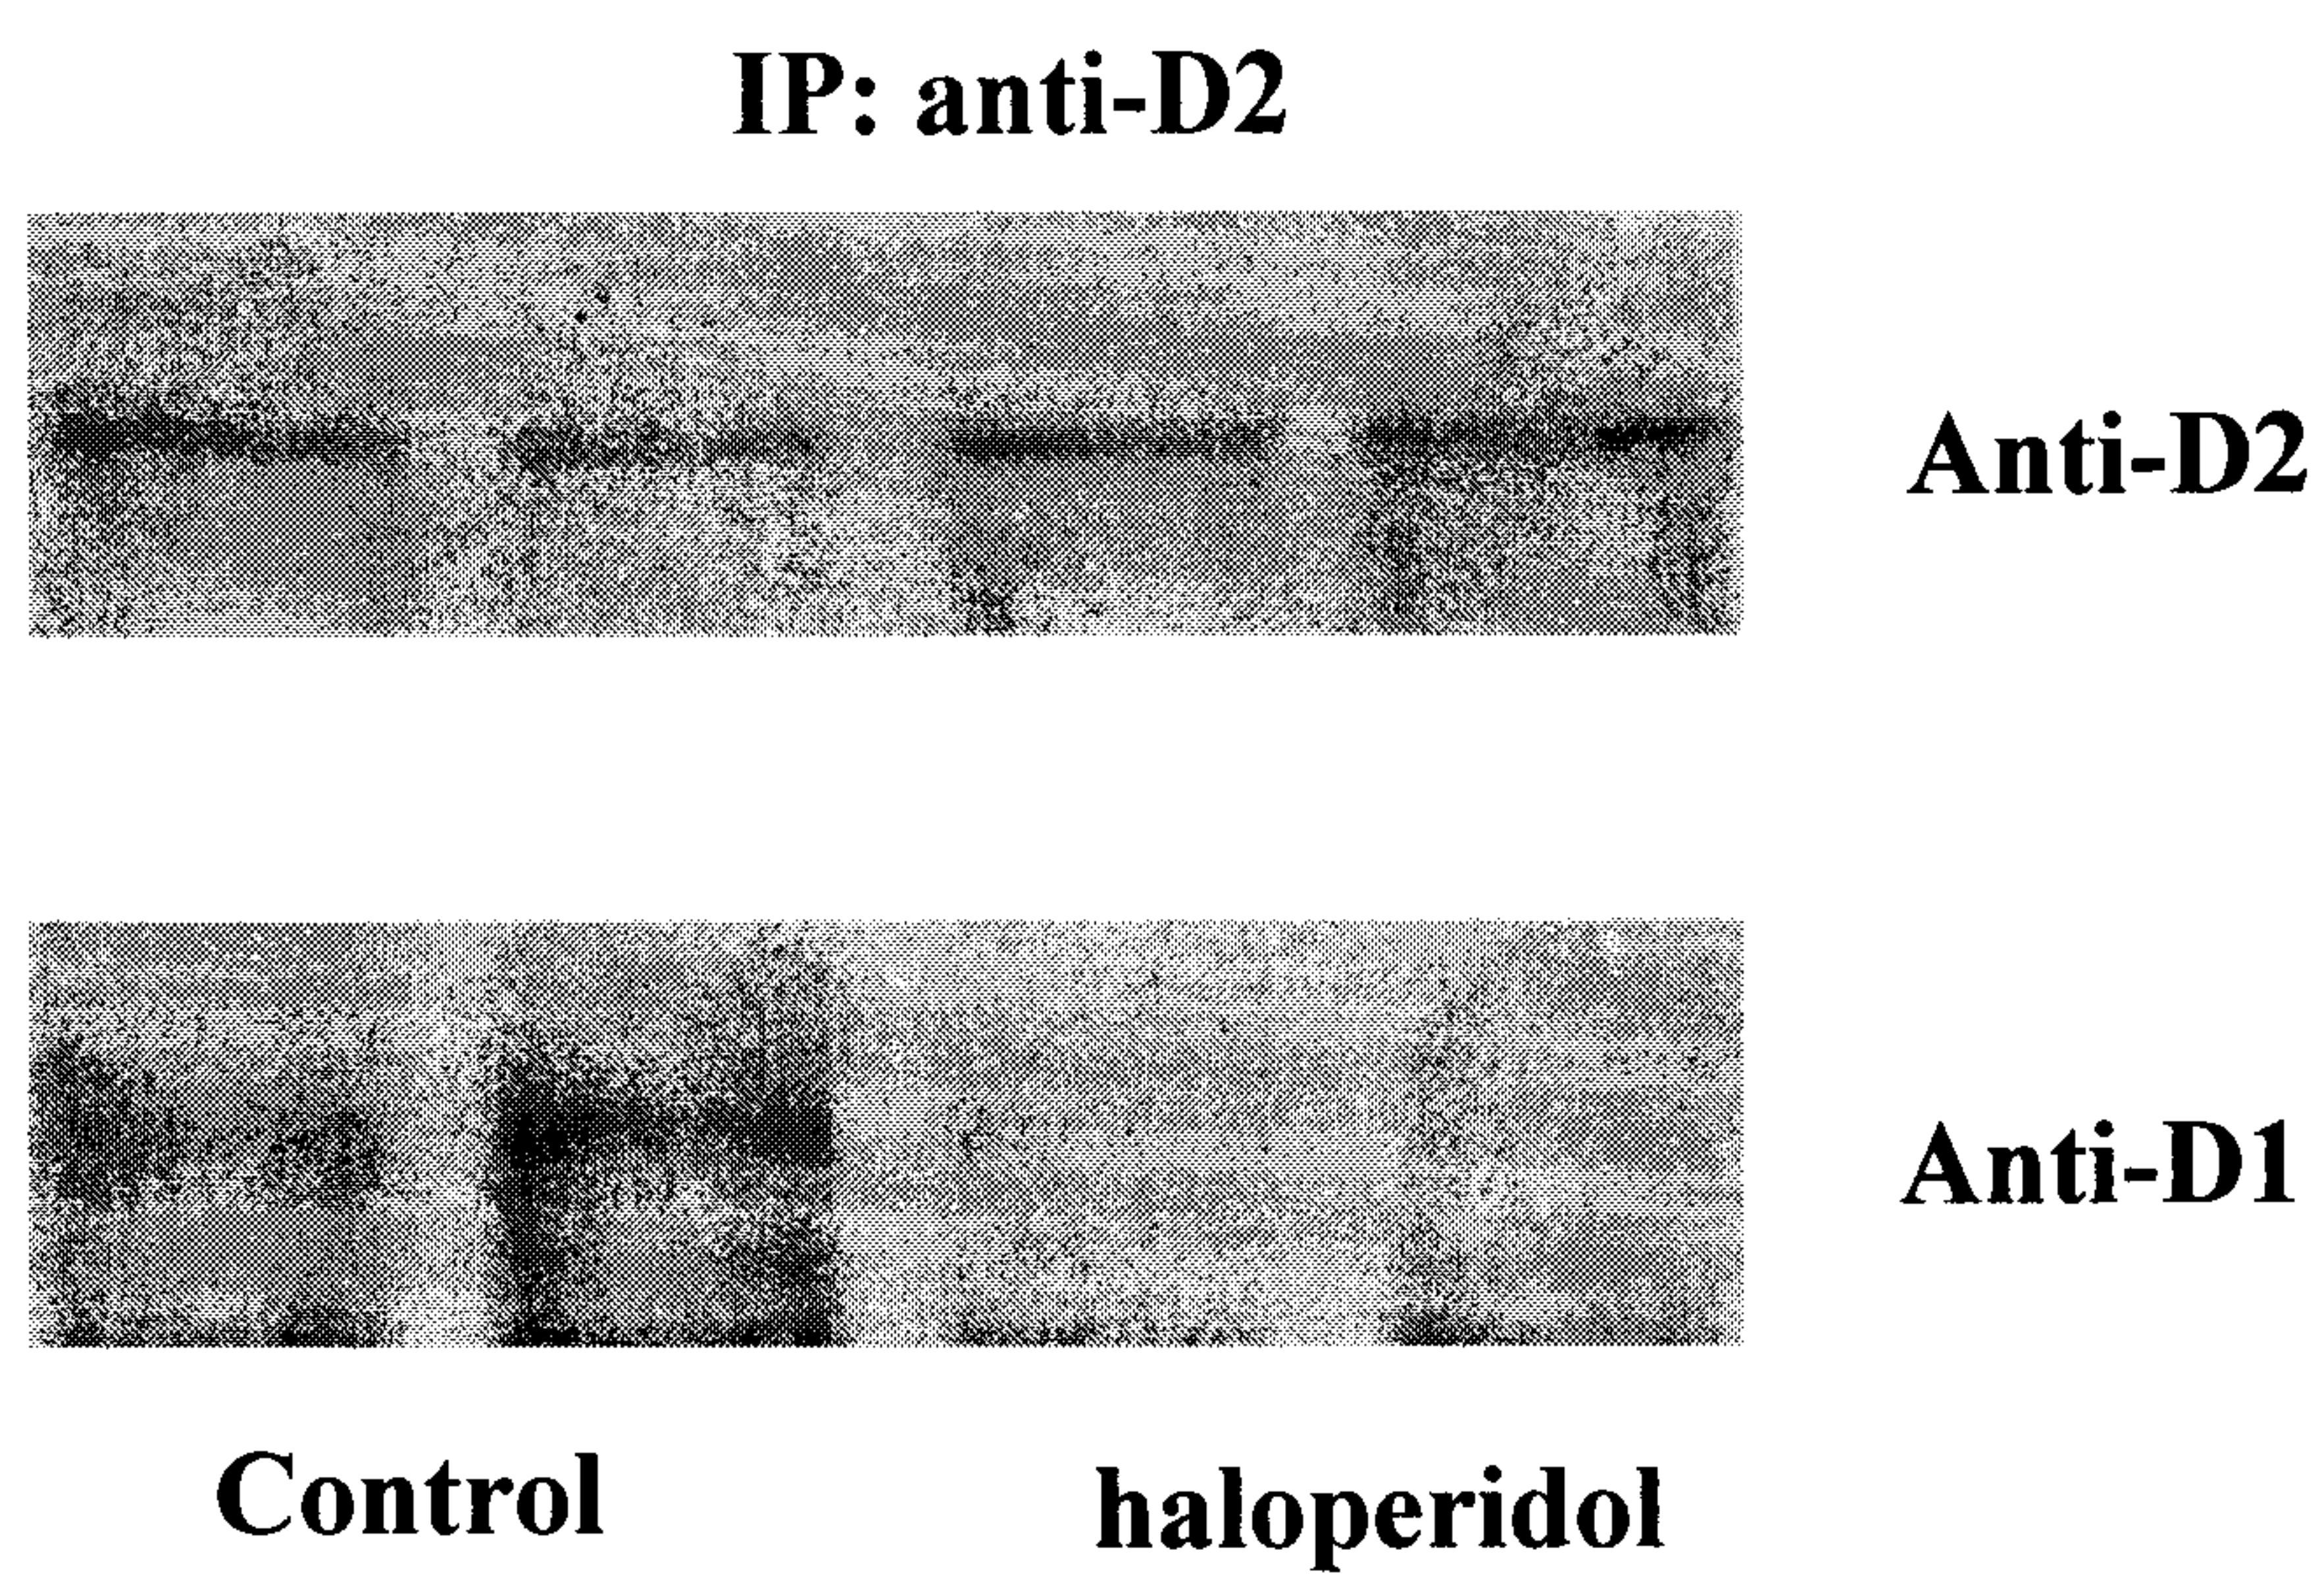 IP: anti-D2
Anti-D2
Anti-D1
Control
haloperidol